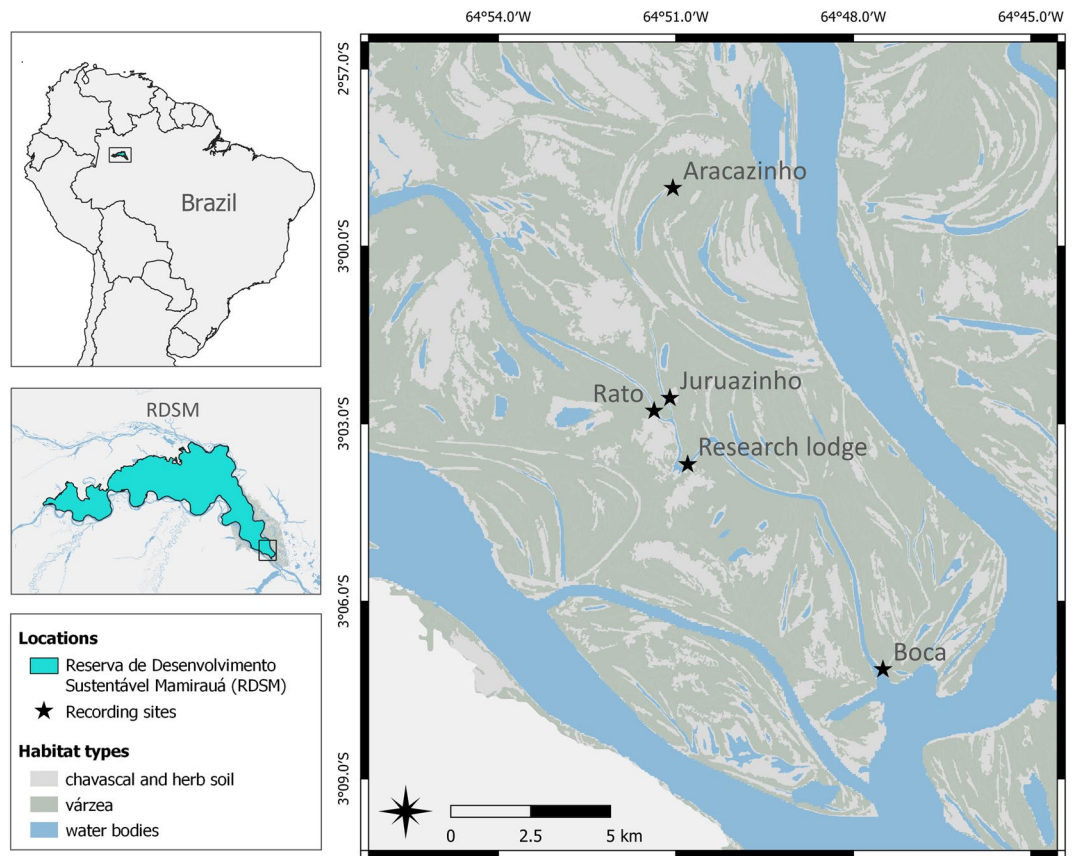 64°54.0'W 64°51.0'W 64°48.0'W 64°45.0'W
2°57.0'S
3°00.0'S
3°03.0'S
3°06.0'S
3°09.0'S
Brazil
RDSM
Locations
Reserva de Desenvolvimento
Sustentável Mamirauá (RDSM)
Recording sites
Habitat types
chavascal and herb soil
várzea
water bodies
Aracazinho
Juruazinho
Rato
Research lodge
Boca
0 2.5 5 km